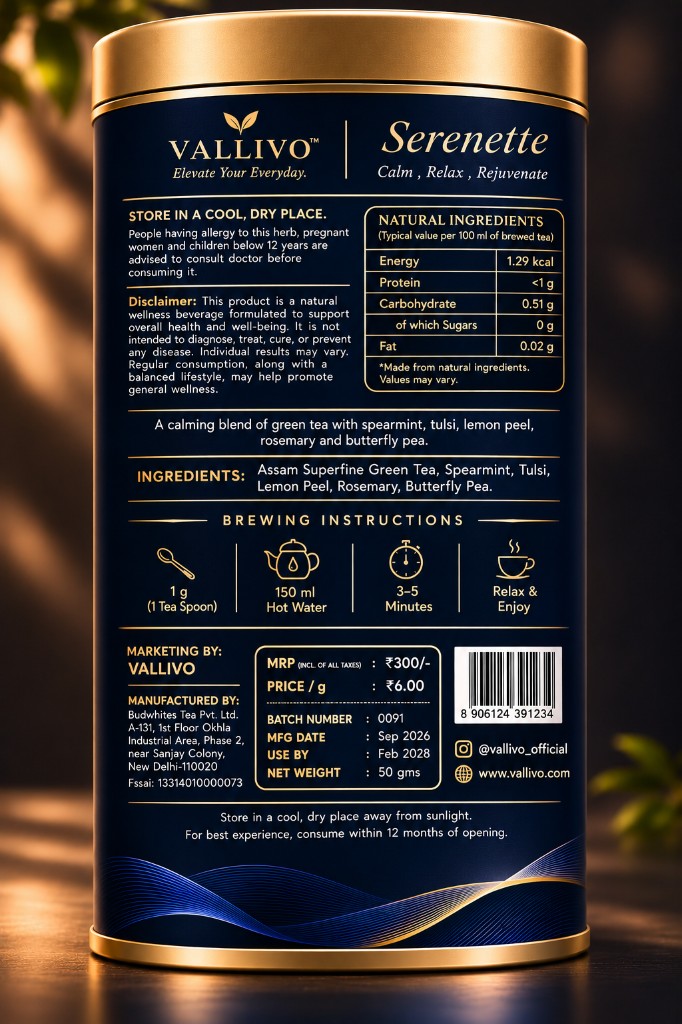 VALLIVO™
Elevate Your Everyday.
Serenette
Calm , Relax , Rejuvenate
STORE IN A COOL, DRY PLACE.
People having allergy to this herb, pregnant
women and children below 12 years are
advised to consult doctor before
consuming it.
Disclaimer: This product is a natural
wellness beverage formulated to support
overall health and well-being. It is not
intended to diagnose, treat, cure, or prevent
any disease. Individual results may vary.
Regular consumption, along with a
balanced lifestyle, may help promote
general wellness.
NATURAL INGREDIENTS
(Typical value per 100 ml of brewed tea)
Energy 1.29 kcal
Protein <1 g
Carbohydrate 0.51 g
of which Sugars 0 g
Fat 0.02 g
*Made from natural ingredients.
Values may vary.
A calming blend of green tea with spearmint, tulsi, lemon peel,
rosemary and butterfly pea.
INGREDIENTS: Assam Superfine Green Tea, Spearmint, Tulsi,
Lemon Peel, Rosemary, Butterfly Pea.
BREWING INSTRUCTIONS
1 g
(1 Tea Spoon)
150 ml
Hot Water
3–5
Minutes
Relax &
Enjoy
MARKETING BY:
VALLIVO
MANUFACTURED BY:
Budwhites Tea Pvt. Ltd.
A-131, 1st Floor Okhla
Industrial Area, Phase 2,
near Sanjay Colony,
New Delhi-110020
Fssai: 13314010000073
MRP (INCL. OF ALL TAXES) : ₹300/-
PRICE / g : ₹6.00
BATCH NUMBER : 0091
MFG DATE : Sep 2026
USE BY : Feb 2028
NET WEIGHT : 50 gms
8 906124 391234
@vallivo_official
www.vallivo.com
Store in a cool, dry place away from sunlight.
For best experience, consume within 12 months of opening.